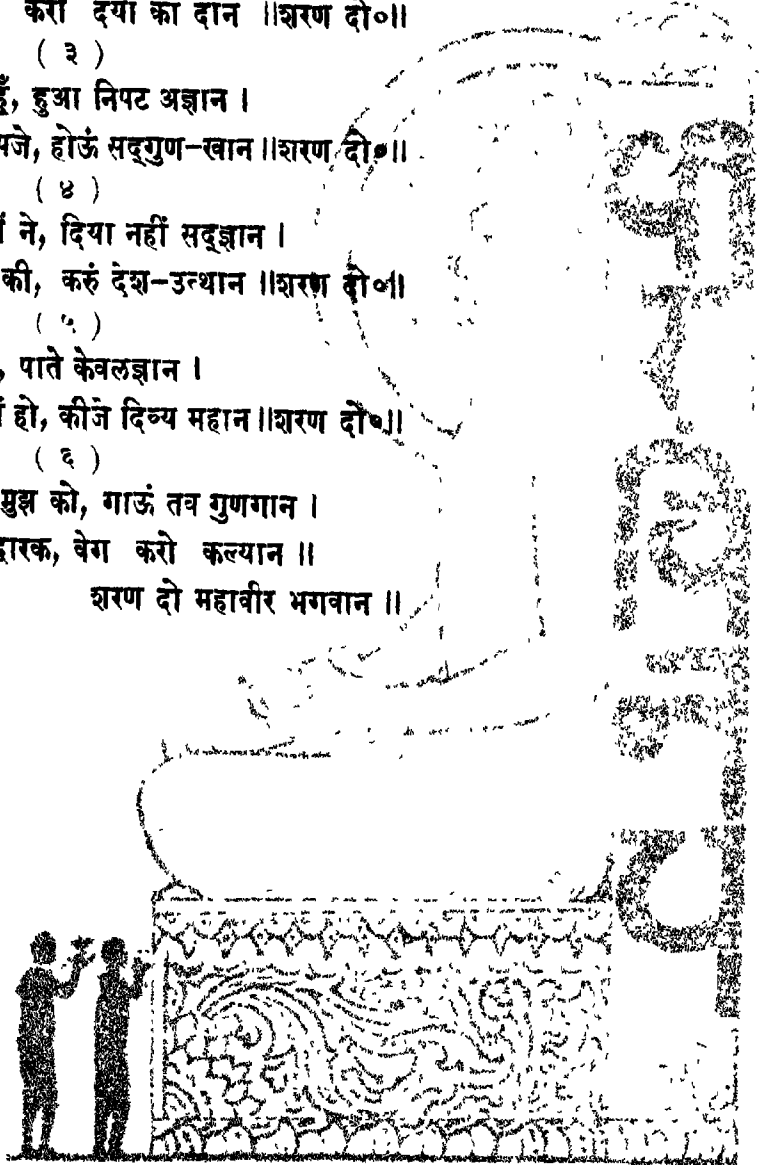 करो दया का दान ॥शरण दो०॥
( ३ )
हूँ, हुआ निपट अज्ञान ।
पजे, होऊं सद्‌गुण-खान ॥शरण दो०॥
( ४ )
ने, दिया नहीं सद्‌ज्ञान ।
की, करुं देश-उत्थान ॥शरण दो०॥
( ५ )
, पाते केवलज्ञान ।
हो, कीजे दिव्य महान ॥शरण दो०॥
( ६ )
मुझ को, गाऊं तव गुणगान ।
द्धारक, वेग करो कल्यान ॥
शरण दो महावीर भगवान ॥